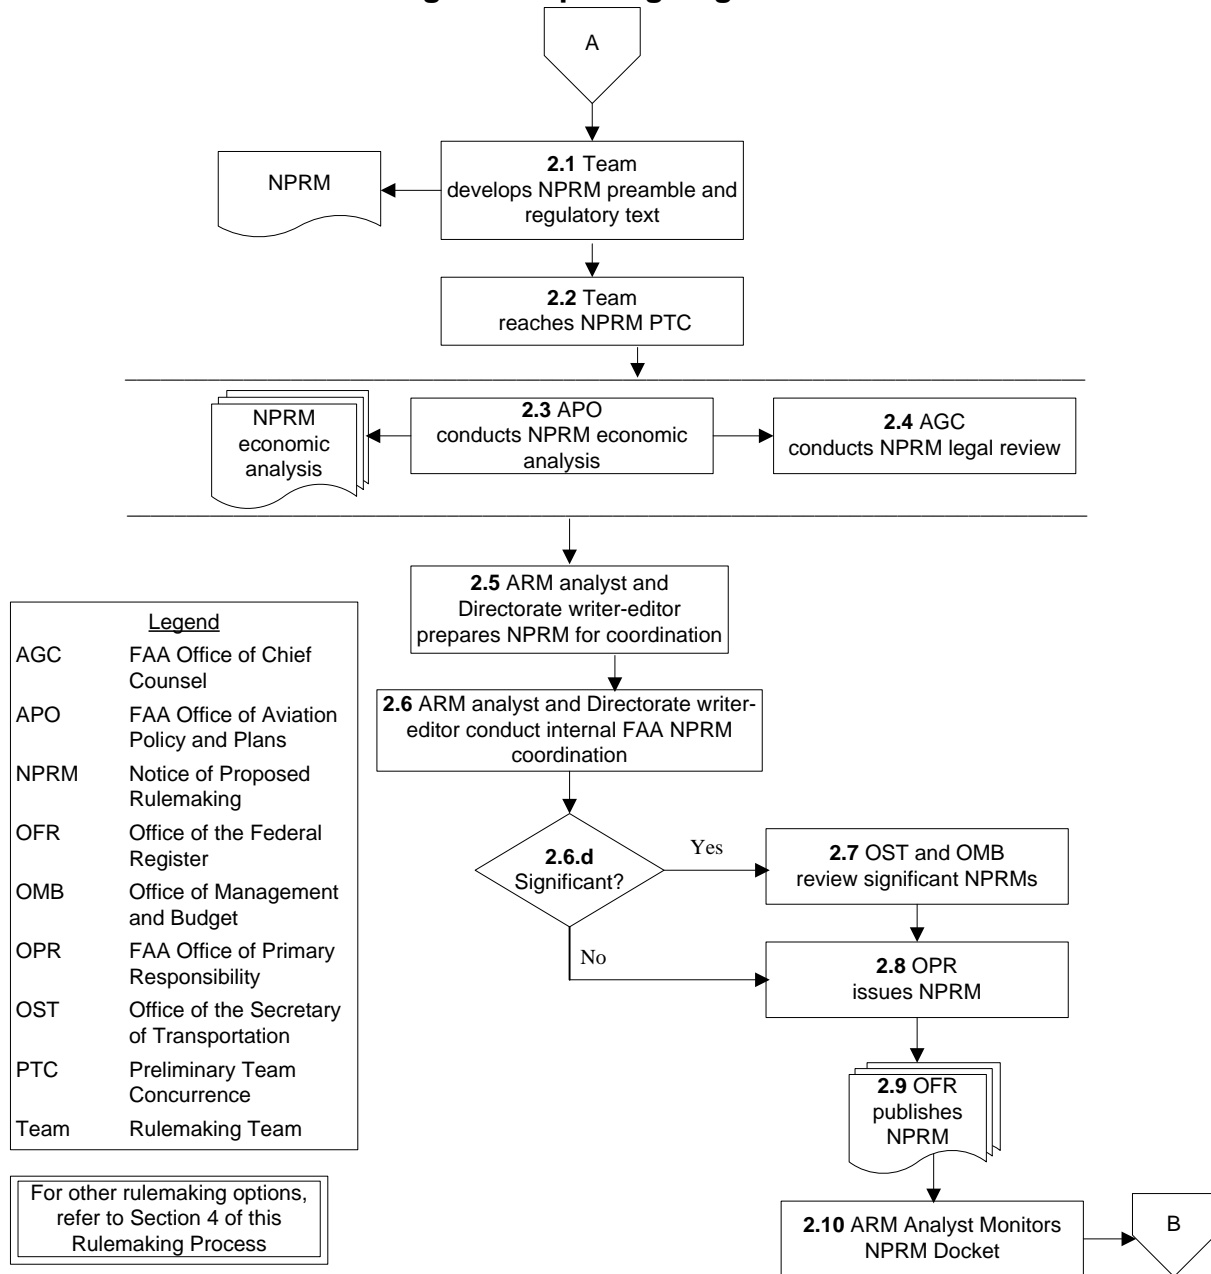 A
2.1 Team
develops NPRM preamble and
regulatory text
NPRM
2.2 Team
reaches NPRM PTC
NPRM
economic
analysis
2.3 APO
conducts NPRM economic
analysis
2.4 AGC
conducts NPRM legal review
2.5 ARM analyst and
Directorate writer-editor
prepares NPRM for coordination
2.6 ARM analyst and Directorate writer-
editor conduct internal FAA NPRM
coordination
2.6.d
Significant?
Yes
No
2.7 OST and OMB
review significant NPRMs
2.8 OPR
issues NPRM
2.9 OFR
publishes
NPRM
2.10 ARM Analyst Monitors
NPRM Docket
B
Legend
AGC FAA Office of Chief
Counsel
APO FAA Office of Aviation
Policy and Plans
NPRM Notice of Proposed
Rulemaking
OFR Office of the Federal
Register
OMB Office of Management
and Budget
OPR FAA Office of Primary
Responsibility
OST Office of the Secretary
of Transportation
PTC Preliminary Team
Concurrence
Team Rulemaking Team
For other rulemaking options,
refer to Section 4 of this
Rulemaking Process